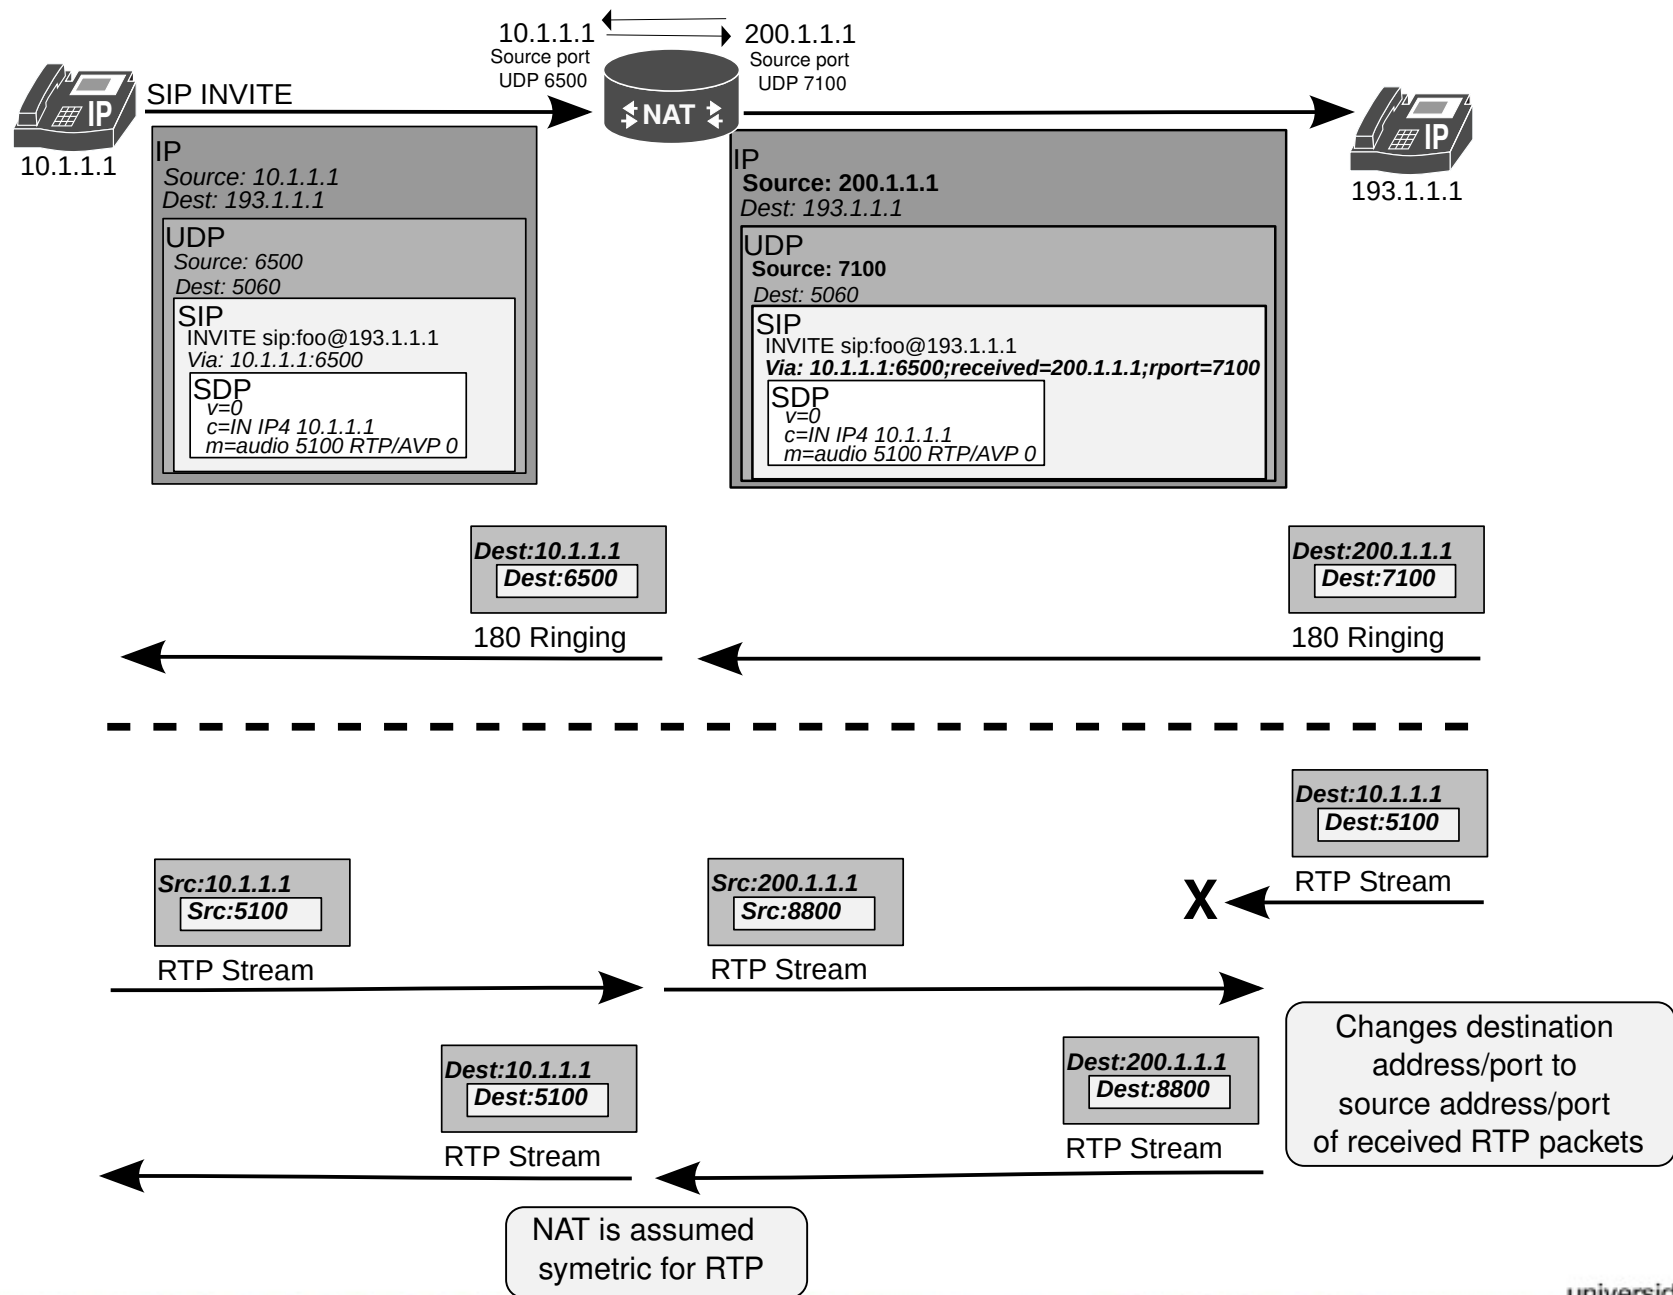 10.1.1.1
Source port
UDP 6500
200.1.1.1
Source port
UDP 7100
SIP INVITE
NAT
IP
10.1.1.1
IP
193.1.1.1
IP
Source: 10.1.1.1
Dest: 193.1.1.1
UDP
Source: 6500
Dest: 5060
SIP
INVITE sip:foo@193.1.1.1
Via: 10.1.1.1:6500
SDP
v=0
c=IN IP4 10.1.1.1
m=audio 5100 RTP/AVP 0
IP
Source: 200.1.1.1
Dest: 193.1.1.1
UDP
Source: 7100
Dest: 5060
SIP
INVITE sip:foo@193.1.1.1
Via: 10.1.1.1:6500;received=200.1.1.1;rport=7100
SDP
v=0
c=IN IP4 10.1.1.1
m=audio 5100 RTP/AVP 0
Dest:10.1.1.1
Dest:6500
180 Ringing
Dest:200.1.1.1
Dest:7100
180 Ringing
Dest:10.1.1.1
Dest:5100
RTP Stream
X
Src:10.1.1.1
Src:5100
RTP Stream
Src:200.1.1.1
Src:8800
RTP Stream
Changes destination
address/port to
source address/port
of received RTP packets
Dest:10.1.1.1
Dest:5100
RTP Stream
Dest:200.1.1.1
Dest:8800
RTP Stream
NAT is assumed
symetric for RTP